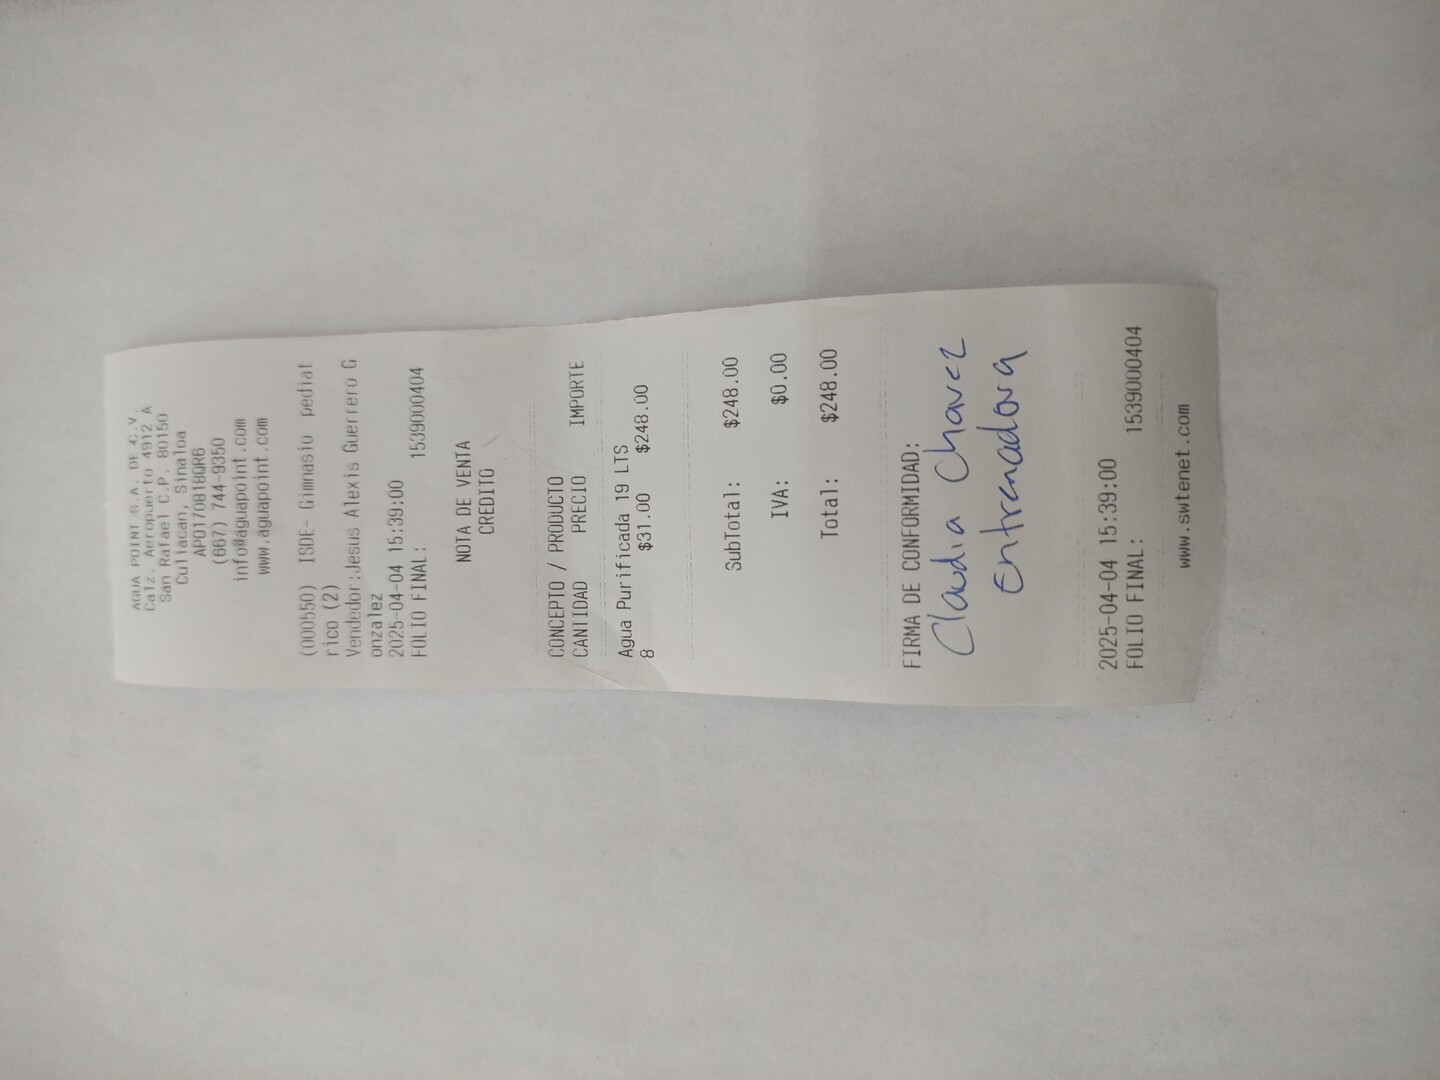 AGUA POINT S.A. DE C.V.
Calz. Aeropuerto 4912 A
San Rafael C.P. 80150
Culiacan, Sinaloa
APO170818QR6
(667) 744-9350
info@aguapoint.com
www.aguapoint.com
(000550) ISDE- Gimnasio pediat
rico (2)
Vendedor:Jesus Alexis Guerrero G
onzalez
2025-04-04 15:39:00
FOLIO FINAL: 1539000404
NOTA DE VENTA
CREDITO
CONCEPTO / PRODUCTO
CANTIDAD PRECIO IMPORTE
Agua Purificada 19 LTS
8 $31.00 $248.00
SubTotal: $248.00
IVA: $0.00
Total: $248.00
FIRMA DE CONFORMIDAD:
Claudia Chavez
Entrenadora
2025-04-04 15:39:00
FOLIO FINAL: 1539000404
www.swtenet.com